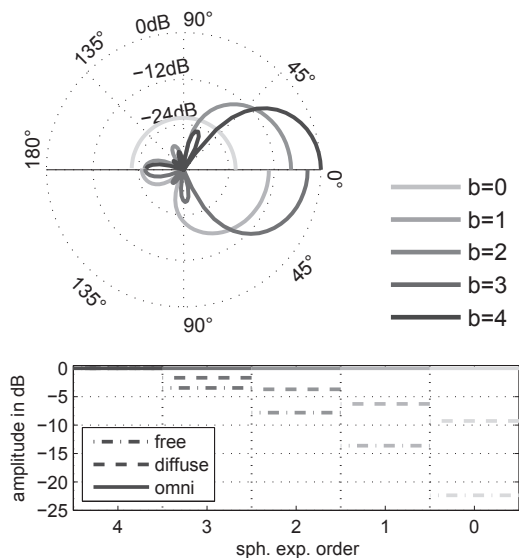 0dB
90°
135°
−12dB
45°
−24dB
180°
0°
135°
45°
90°
b=0
b=1
b=2
b=3
b=4
amplitude in dB
0
−5
−10
−15
−20
−25
free
diffuse
omni
4 3 2 1 0
sph. exp. order